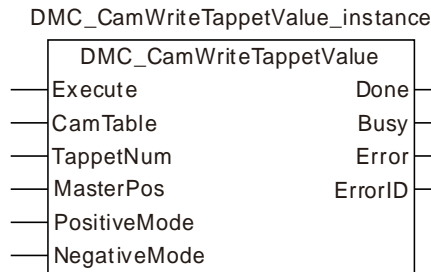 DMC_CamWriteTappetValue_instance
DMC_CamWriteTappetValue
Execute Done
CamTable Busy
TappetNum Error
MasterPos ErrorID
PositiveMode
NegativeMode